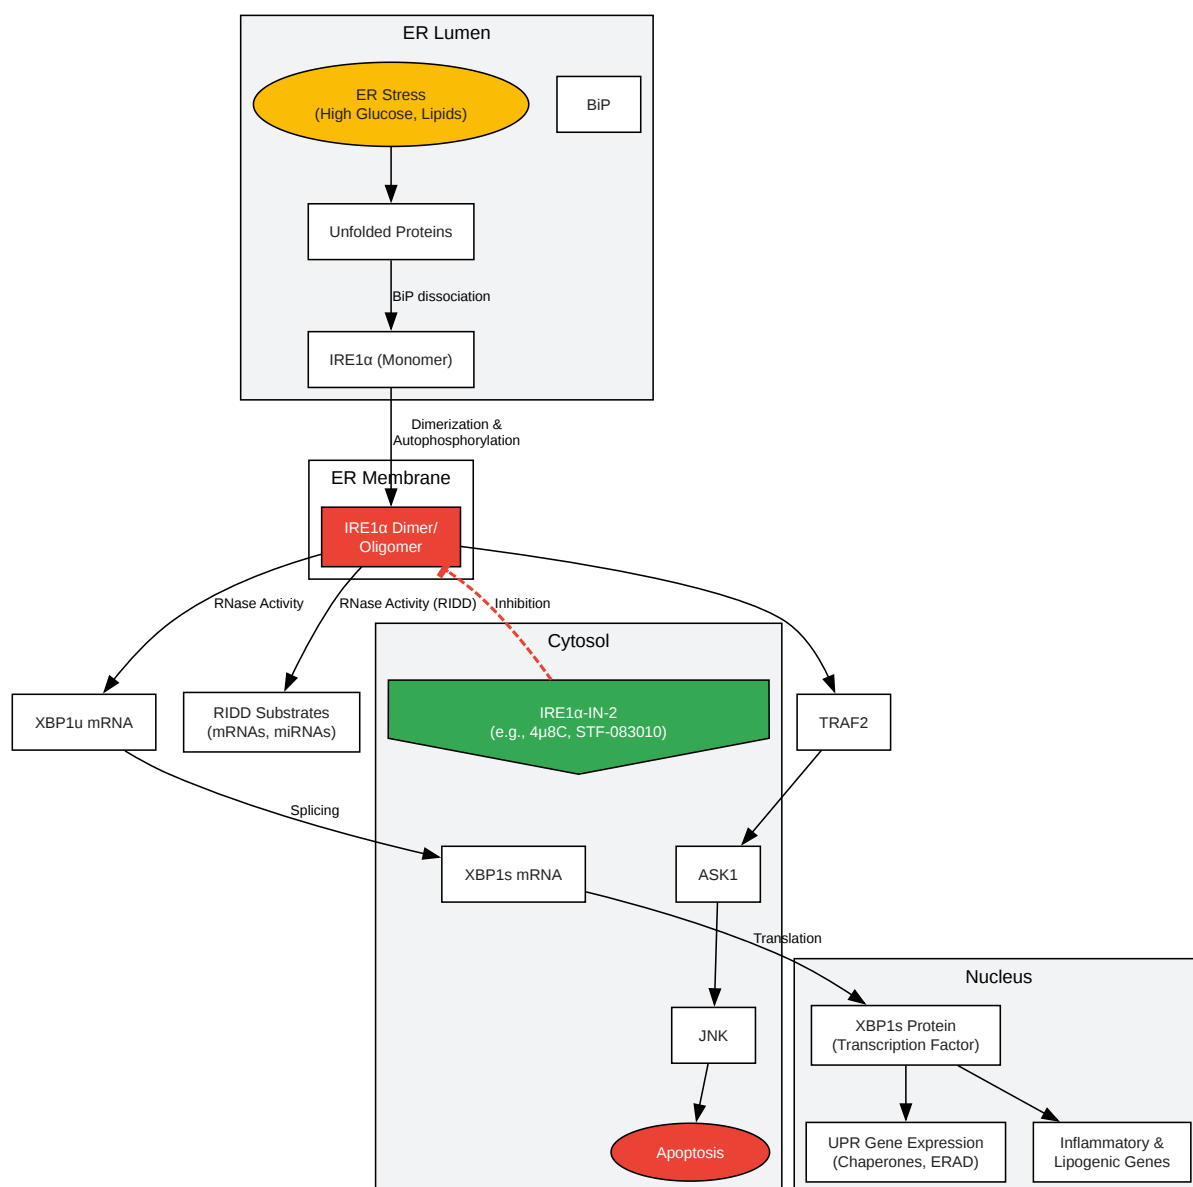 ER Lumen
ER Stress
(High Glucose, Lipids)
BiP
Unfolded Proteins
BiP dissociation
IRE1α (Monomer)
Dimerization &
Autophosphorylation
ER Membrane
IRE1α Dimer/
Oligomer
RNase Activity
RNase Activity (RIDD)
Inhibition
Cytosol
XBP1u mRNA
RIDD Substrates
(mRNAs, miRNAs)
IRE1α-IN-2
(e.g., 4μ8C, STF-083010)
TRAF2
Splicing
XBP1s mRNA
ASK1
Translation
Nucleus
XBP1s Protein
(Transcription Factor)
JNK
Apoptosis
UPR Gene Expression
(Chaperones, ERAD)
Inflammatory &
Lipogenic Genes